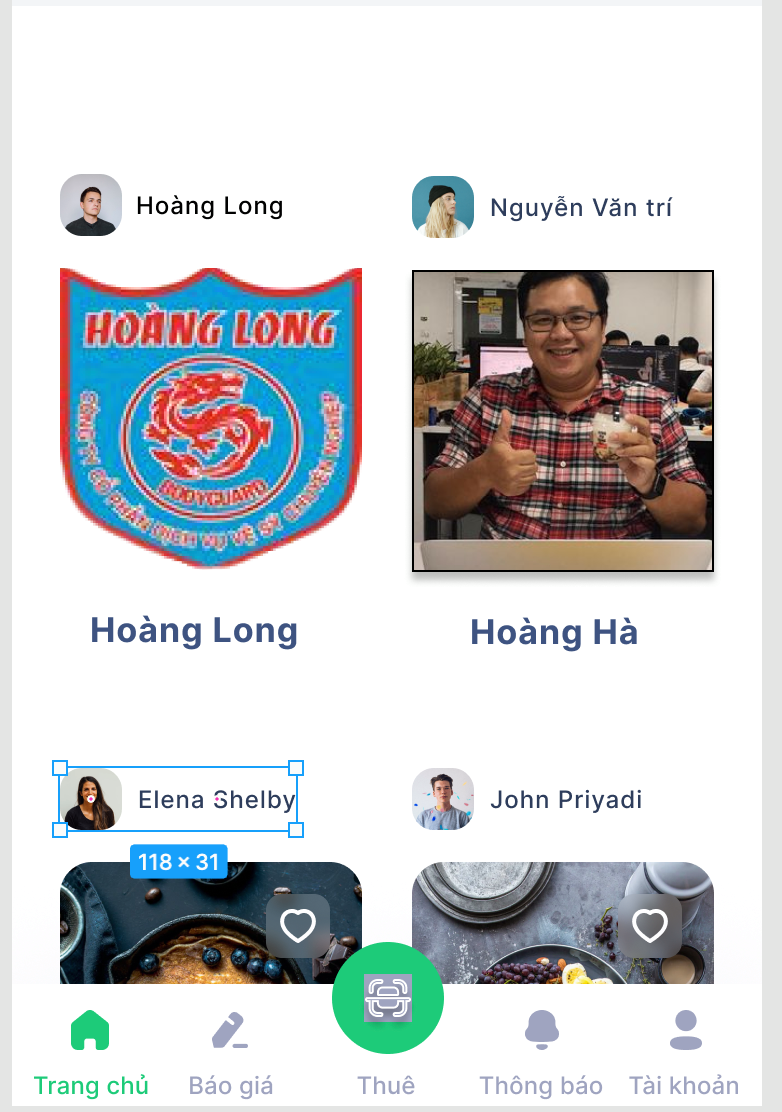 Hoàng Long
Nguyễn Văn trí
HOÀNG LONG
BODYGUARD
CÔNG TY CỔ PHẦN DỊCH VỤ VỆ SỸ CHUYÊN NGHIỆP
Hoàng Long
Hoàng Hà
Elena Shelby
John Priyadi
118 × 31
Trang chủ
Báo giá
Thuê
Thông báo
Tài khoản